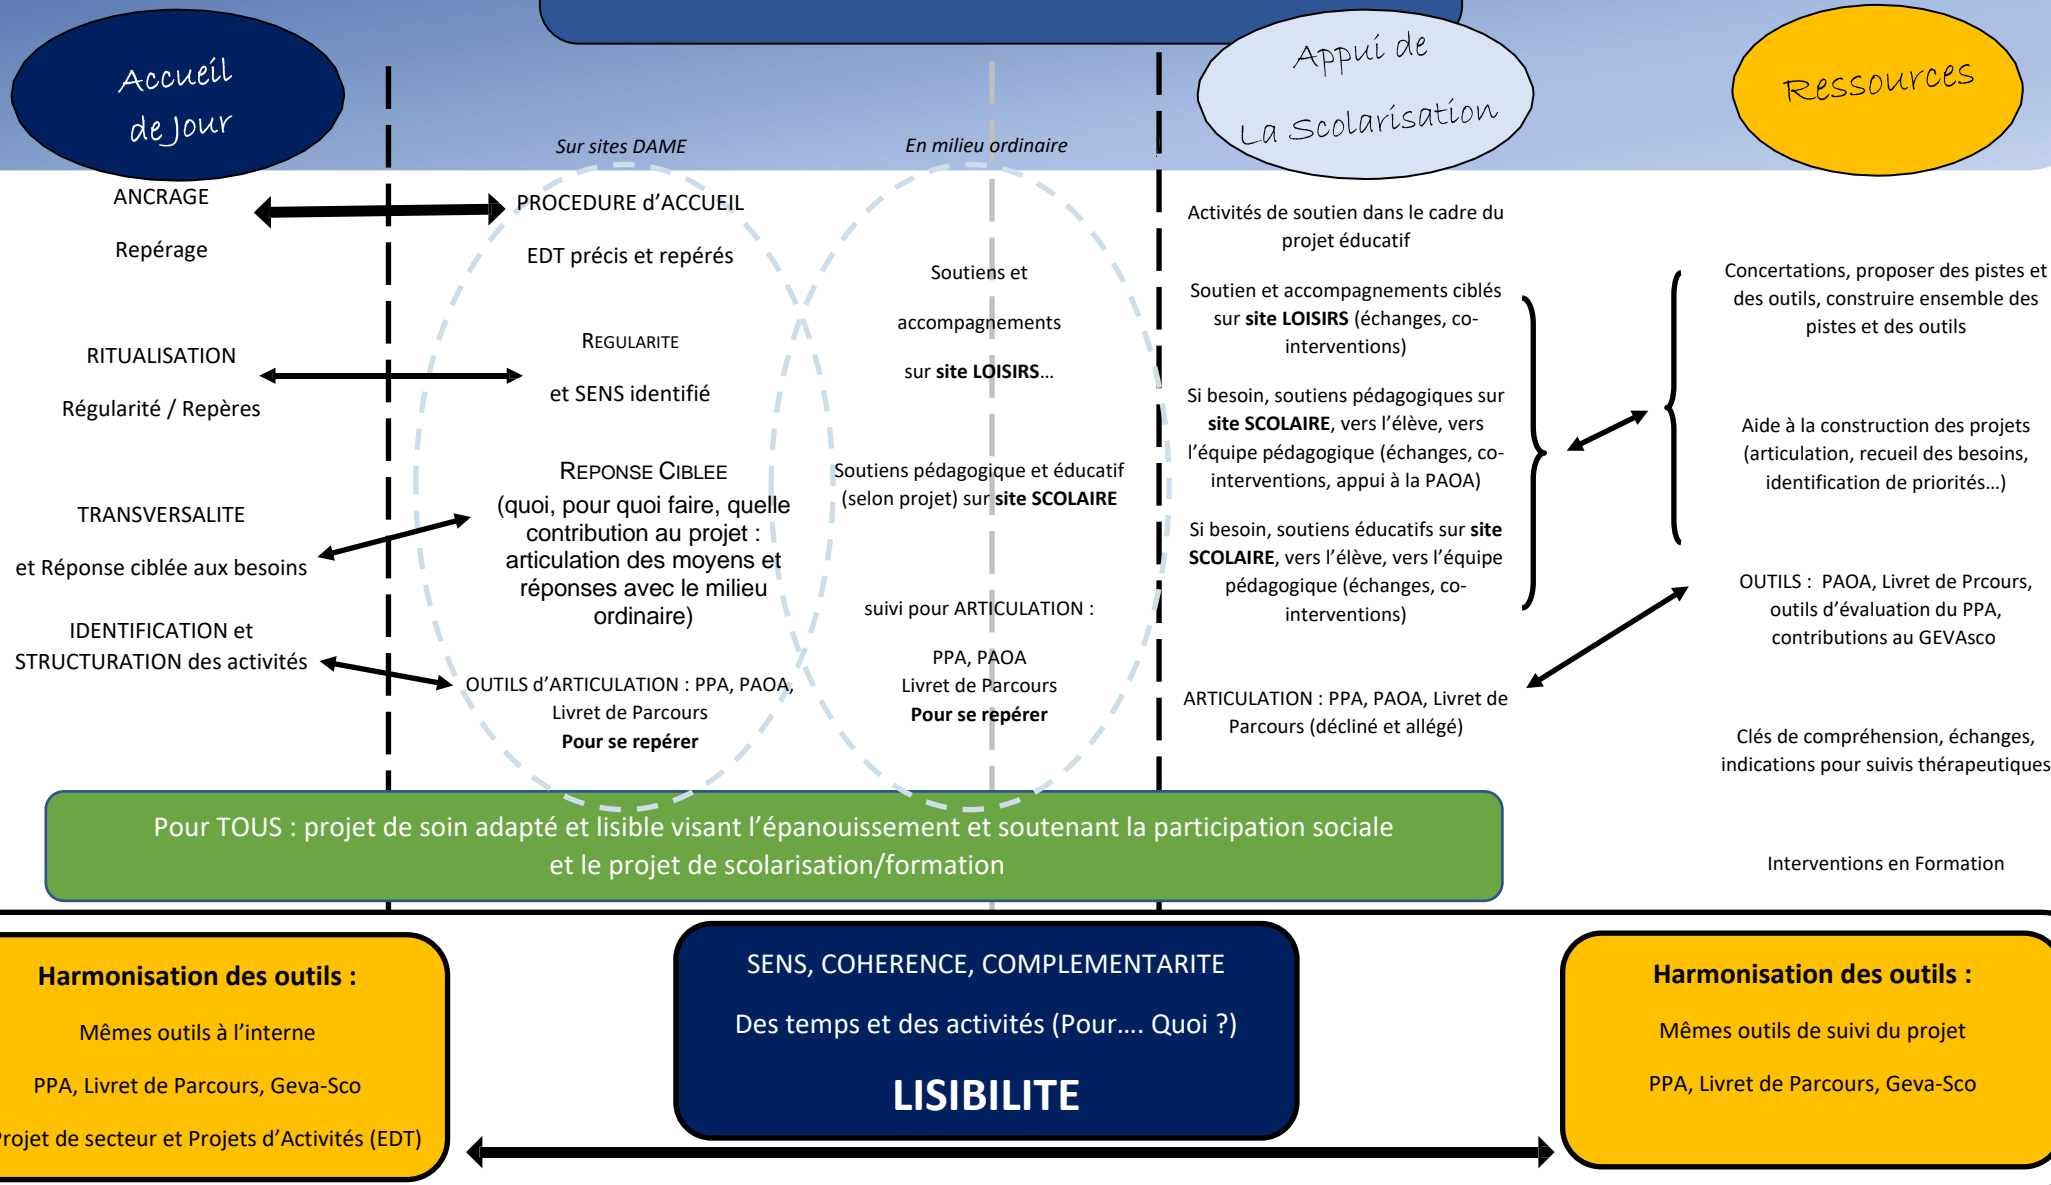 Accueil
de Jour
Appui de
La Scolarisation
Ressources
Sur sites DAME
En milieu ordinaire
ANCRAGE
Repérage
RITUALISATION
Régularité / Repères
TRANSVERSALITE
et Réponse ciblée aux besoins
IDENTIFICATION et
STRUCTURATION des activités
PROCEDURE d’ACCUEIL
EDT précis et repérés
REGULARITE
et SENS identifié
REPONSE CIBLEE
(quoi, pour quoi faire, quelle
contribution au projet :
articulation des moyens et
réponses avec le milieu
ordinaire)
OUTILS d’ARTICULATION : PPA, PAOA,
Livret de Parcours
Pour se repérer
Soutiens et
accompagnements
sur site LOISIRS…
Soutiens pédagogique et éducatif
(selon projet) sur site SCOLAIRE
suivi pour ARTICULATION :
PPA, PAOA
Livret de Parcours
Pour se repérer
Activités de soutien dans le cadre du
projet éducatif
Soutien et accompagnements ciblés
sur site LOISIRS (échanges, co-
interventions)
Si besoin, soutiens pédagogiques sur
site SCOLAIRE, vers l’élève, vers
l’équipe pédagogique (échanges, co-
interventions, appui à la PAOA)
Si besoin, soutiens éducatifs sur site
SCOLAIRE, vers l’élève, vers l’équipe
pédagogique (échanges, co-
interventions)
ARTICULATION : PPA, PAOA, Livret de
Parcours (décliné et allégé)
Concertations, proposer des pistes et
des outils, construire ensemble des
pistes et des outils
Aide à la construction des projets
(articulation, recueil des besoins,
identification de priorités…)
OUTILS :  PAOA, Livret de Prcours,
outils d’évaluation du PPA,
contributions au GEVAsco
Clés de compréhension, échanges,
indications pour suivis thérapeutiques
Interventions en Formation
Pour TOUS : projet de soin adapté et lisible visant l’épanouissement et soutenant la participation sociale
et le projet de scolarisation/formation
Harmonisation des outils :
Mêmes outils à l’interne
PPA, Livret de Parcours, Geva-Sco
Projet de secteur et Projets d’Activités (EDT)
SENS, COHERENCE, COMPLEMENTARITE
Des temps et des activités (Pour…. Quoi ?)
LISIBILITE
Harmonisation des outils :
Mêmes outils de suivi du projet
PPA, Livret de Parcours, Geva-Sco